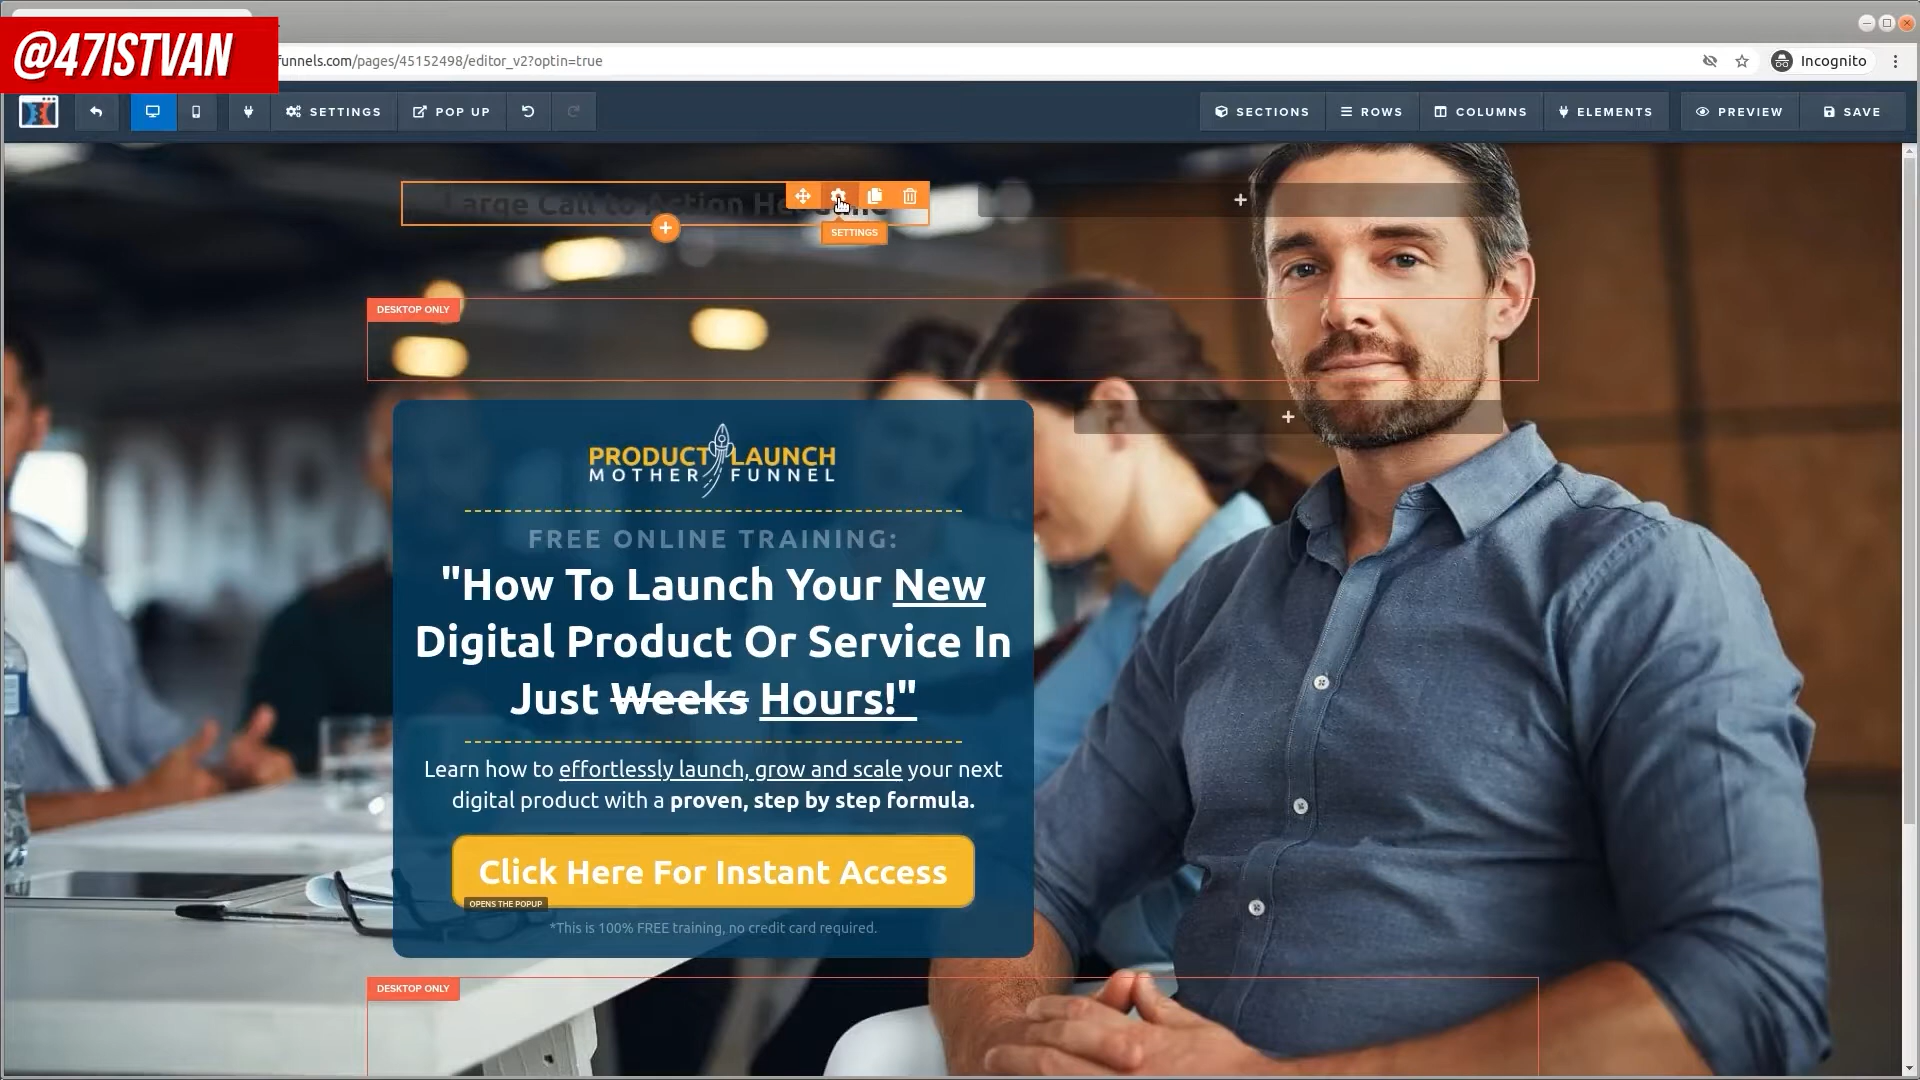 @47ISTVAN
funnels.com/pages/45152498/editor_v2?optin=true
Incognito
SETTINGS
POP UP
SECTIONS
ROWS
COLUMNS
ELEMENTS
PREVIEW
SAVE
Large Call to Action Headline
SETTINGS
DESKTOP ONLY
PRODUCT LAUNCH
MOTHER FUNNEL
FREE ONLINE TRAINING:
"How To Launch Your New
Digital Product Or Service In
Just Weeks Hours!"
Learn how to effortlessly launch, grow and scale your next
digital product with a proven, step by step formula.
Click Here For Instant Access
OPENS THE POPUP
*This is 100% FREE training, no credit card required.
DESKTOP ONLY